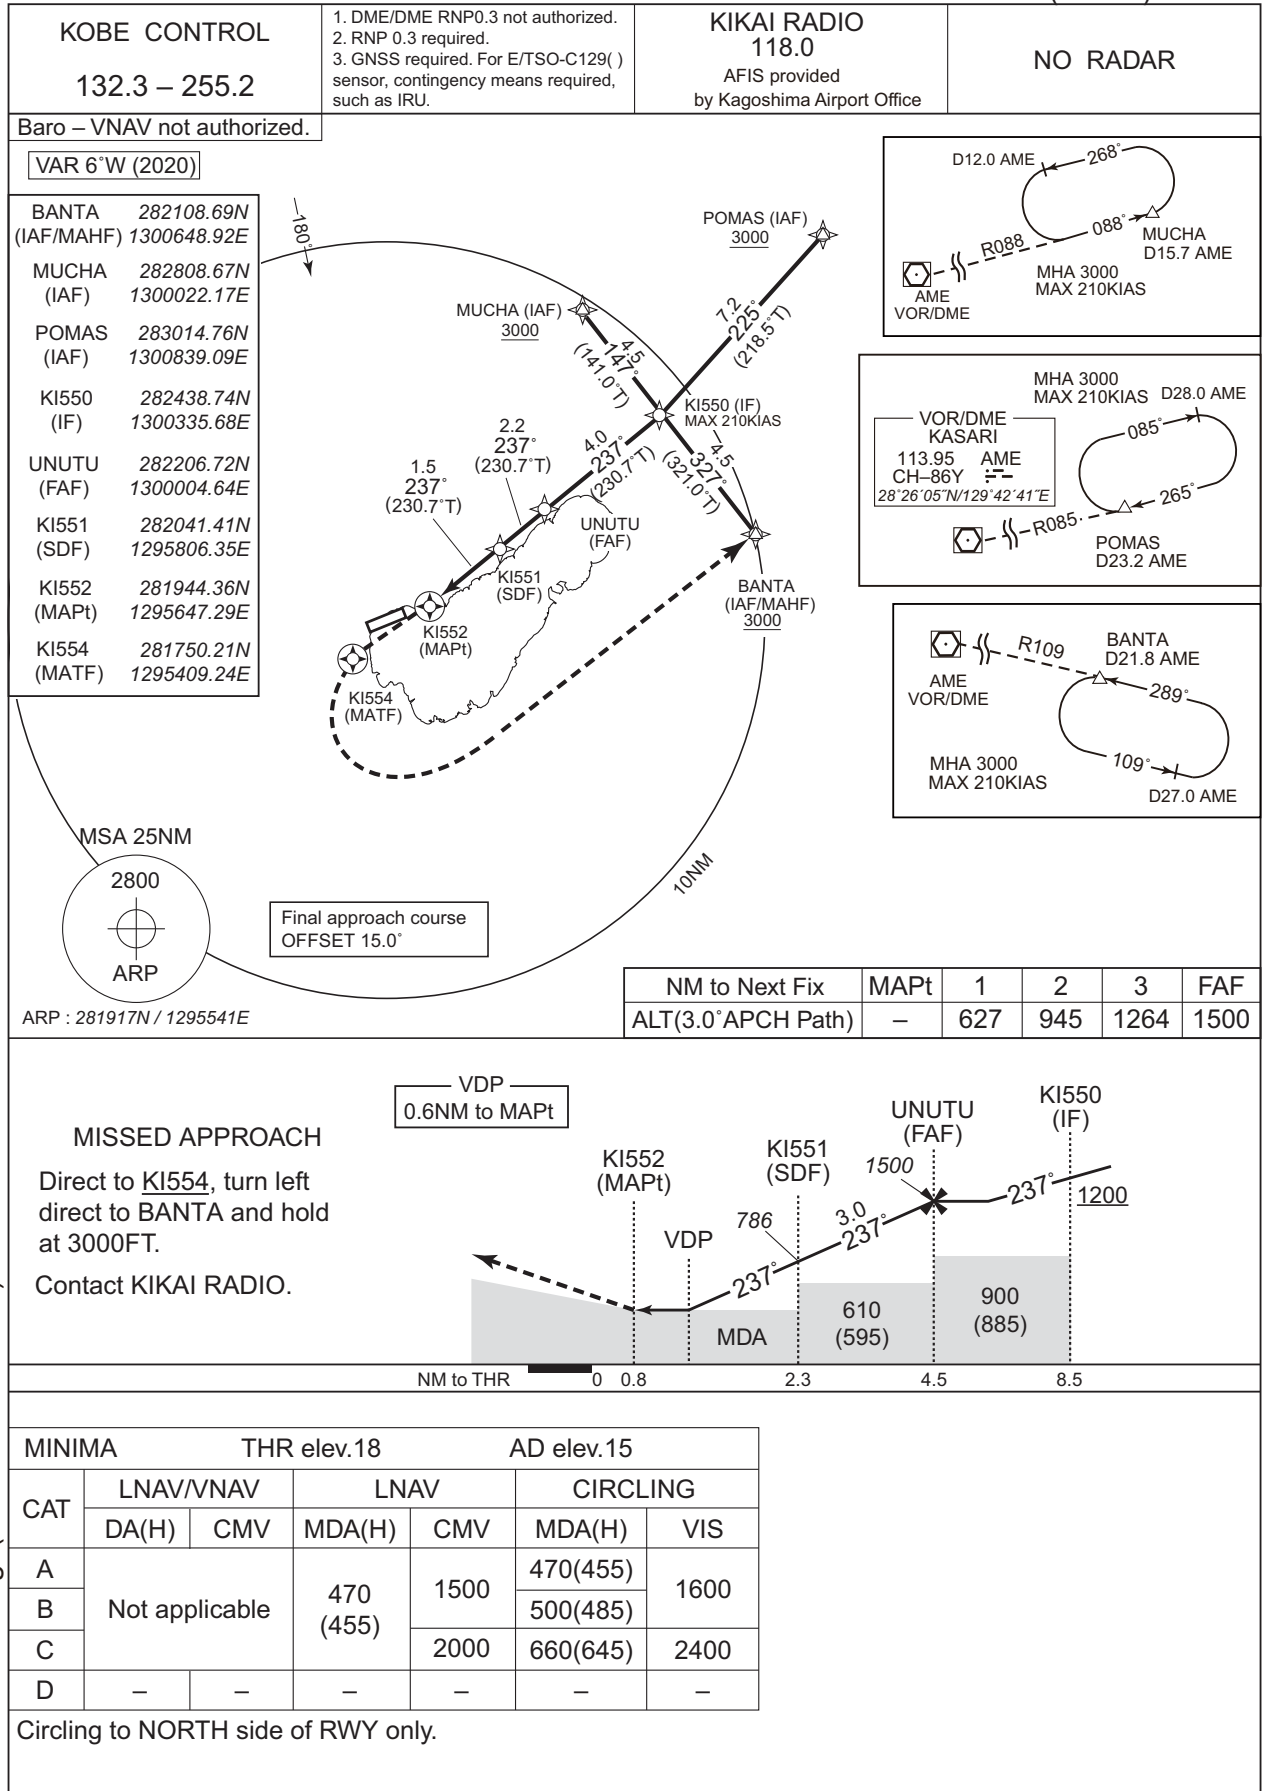 KOBE CONTROL
132.3 – 255.2
1. DME/DME RNP0.3 not authorized.
2. RNP 0.3 required.
3. GNSS required. For E/TSO-C129( )
sensor, contingency means required,
such as IRU.
KIKAI RADIO
118.0
AFIS provided
by Kagoshima Airport Office
NO RADAR
Baro – VNAV not authorized.
VAR 6˚W (2020)
BANTA 282108.69N
(IAF/MAHF) 1300648.92E
MUCHA 282808.67N
(IAF) 1300022.17E
POMAS 283014.76N
(IAF) 1300839.09E
KI550 282438.74N
(IF) 1300335.68E
UNUTU 282206.72N
(FAF) 1300004.64E
KI551 282041.41N
(SDF) 1295806.35E
KI552 281944.36N
(MAPt) 1295647.29E
KI554 281750.21N
(MATF) 1295409.24E
180˚
POMAS (IAF)
3000
MUCHA (IAF)
3000
7.2
225˚
(218.5˚T)
4.5
147˚
(141.0˚T)
KI550 (IF)
MAX 210KIAS
4.0
237˚
(230.7˚T)
4.5
327˚
(321.0˚T)
2.2
237˚
(230.7˚T)
1.5
237˚
(230.7˚T)
UNUTU
(FAF)
KI551
(SDF)
BANTA
(IAF/MAHF)
3000
KI552
(MAPt)
KI554
(MATF)
10NM
D12.0 AME
268˚
088˚
R088
MUCHA
D15.7 AME
MHA 3000
MAX 210KIAS
AME
VOR/DME
MHA 3000
MAX 210KIAS
D28.0 AME
VOR/DME
KASARI
113.95 AME
CH–86Y
28˚26´05˝N/129˚42´41˝E
085˚
265˚
R085
POMAS
D23.2 AME
R109
BANTA
D21.8 AME
AME
VOR/DME
289˚
109˚
MHA 3000
MAX 210KIAS
D27.0 AME
MSA 25NM
2800
ARP
ARP : 281917N / 1295541E
Final approach course
OFFSET 15.0˚
NM to Next Fix MAPt 1 2 3 FAF
ALT(3.0˚APCH Path) – 627 945 1264 1500
VDP
0.6NM to MAPt
MISSED APPROACH
Direct to KI554, turn left
direct to BANTA and hold
at 3000FT.
Contact KIKAI RADIO.
KI552
(MAPt)
VDP
KI551
(SDF)
786
UNUTU
(FAF)
1500
KI550
(IF)
1200
237˚
3.0
237˚
237˚
MDA
610
(595)
900
(885)
NM to THR 0 0.8 2.3 4.5 8.5
MINIMA THR elev.18 AD elev.15
CAT LNAV/VNAV LNAV CIRCLING
DA(H) CMV MDA(H) CMV MDA(H) VIS
A Not applicable 470 (455) 1500 470(455) 1600
B 500(485)
C 2000 660(645) 2400
D – – – – – –
Circling to NORTH side of RWY only.